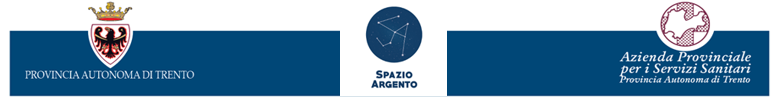 PROVINCIA AUTONOMA DI TRENTO
SPAZIO
ARGENTO
Azienda Provinciale
per i Servizi Sanitari
Provincia Autonoma di Trento